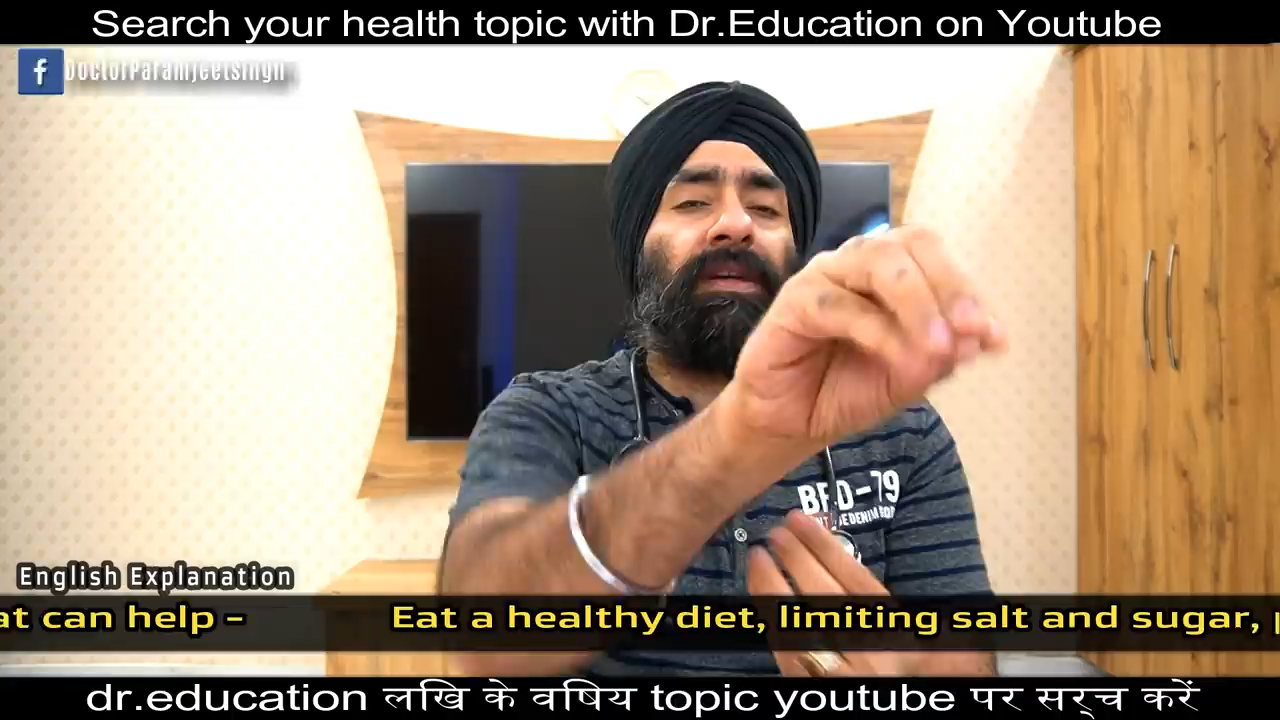 Search your health topic with Dr.Education on Youtube
f DoctorParamjeetsingh
BFD-79
English Explanation
at can help - Eat a healthy diet, limiting salt and sugar,
dr.education लखि के वषिय topic youtube पर सर्च करें